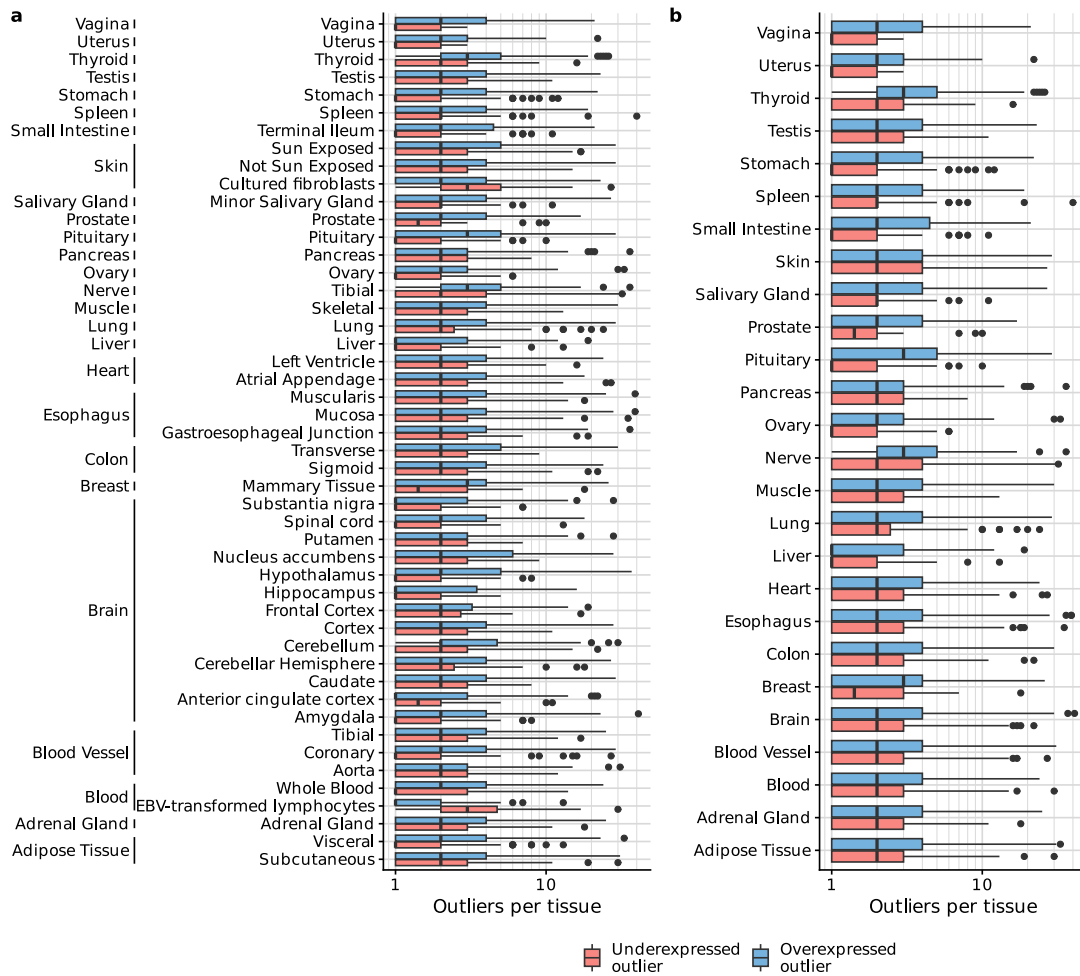 a
Vagina Vagina
Uterus Uterus
Thyroid Thyroid
Testis Testis
Stomach Stomach
Spleen Spleen
Small Intestine Terminal Ileum
Skin Sun Exposed
Not Sun Exposed
Cultured fibroblasts
Salivary Gland Minor Salivary Gland
Prostate Prostate
Pituitary Pituitary
Pancreas Pancreas
Ovary Ovary
Nerve Tibial
Muscle Skeletal
Lung Lung
Liver Liver
Heart Left Ventricle
Atrial Appendage
Esophagus Muscularis
Mucosa
Gastroesophageal Junction
Colon Transverse
Sigmoid
Breast Mammary Tissue
Brain Substantia nigra
Spinal cord
Putamen
Nucleus accumbens
Hypothalamus
Hippocampus
Frontal Cortex
Cortex
Cerebellum
Cerebellar Hemisphere
Caudate
Anterior cingulate cortex
Amygdala
Blood Vessel Tibial
Coronary
Aorta
Blood Whole Blood
EBV-transformed lymphocytes
Adrenal Gland Adrenal Gland
Adipose Tissue Visceral
Subcutaneous
1 10
Outliers per tissue
b
Vagina
Uterus
Thyroid
Testis
Stomach
Spleen
Small Intestine
Skin
Salivary Gland
Prostate
Pituitary
Pancreas
Ovary
Nerve
Muscle
Lung
Liver
Heart
Esophagus
Colon
Breast
Brain
Blood Vessel
Blood
Adrenal Gland
Adipose Tissue
1 10
Outliers per tissue
Underexpressed
outlier
Overexpressed
outlier